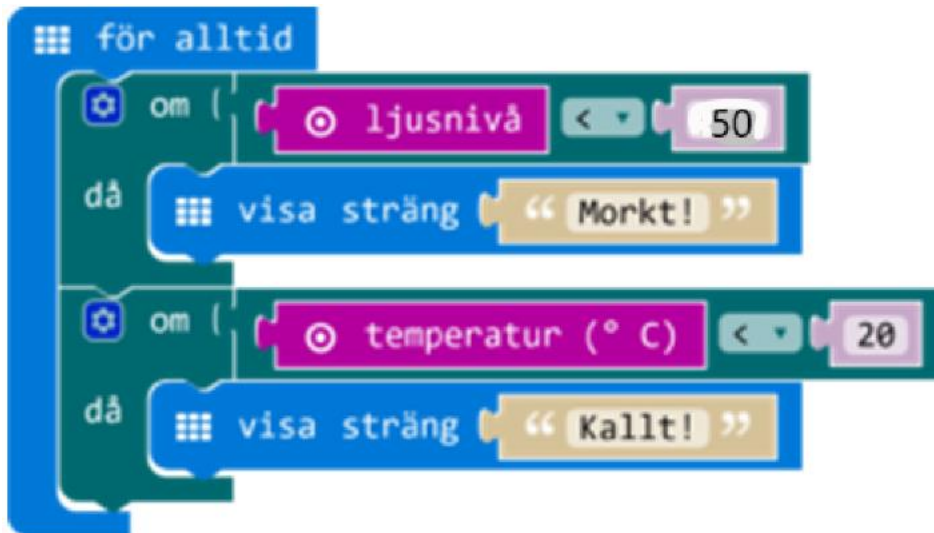 för alltid
om ljusnivå < 50
då visa sträng “ Morkt! ”
om temperatur (° C) < 20
då visa sträng “ Kallt! ”